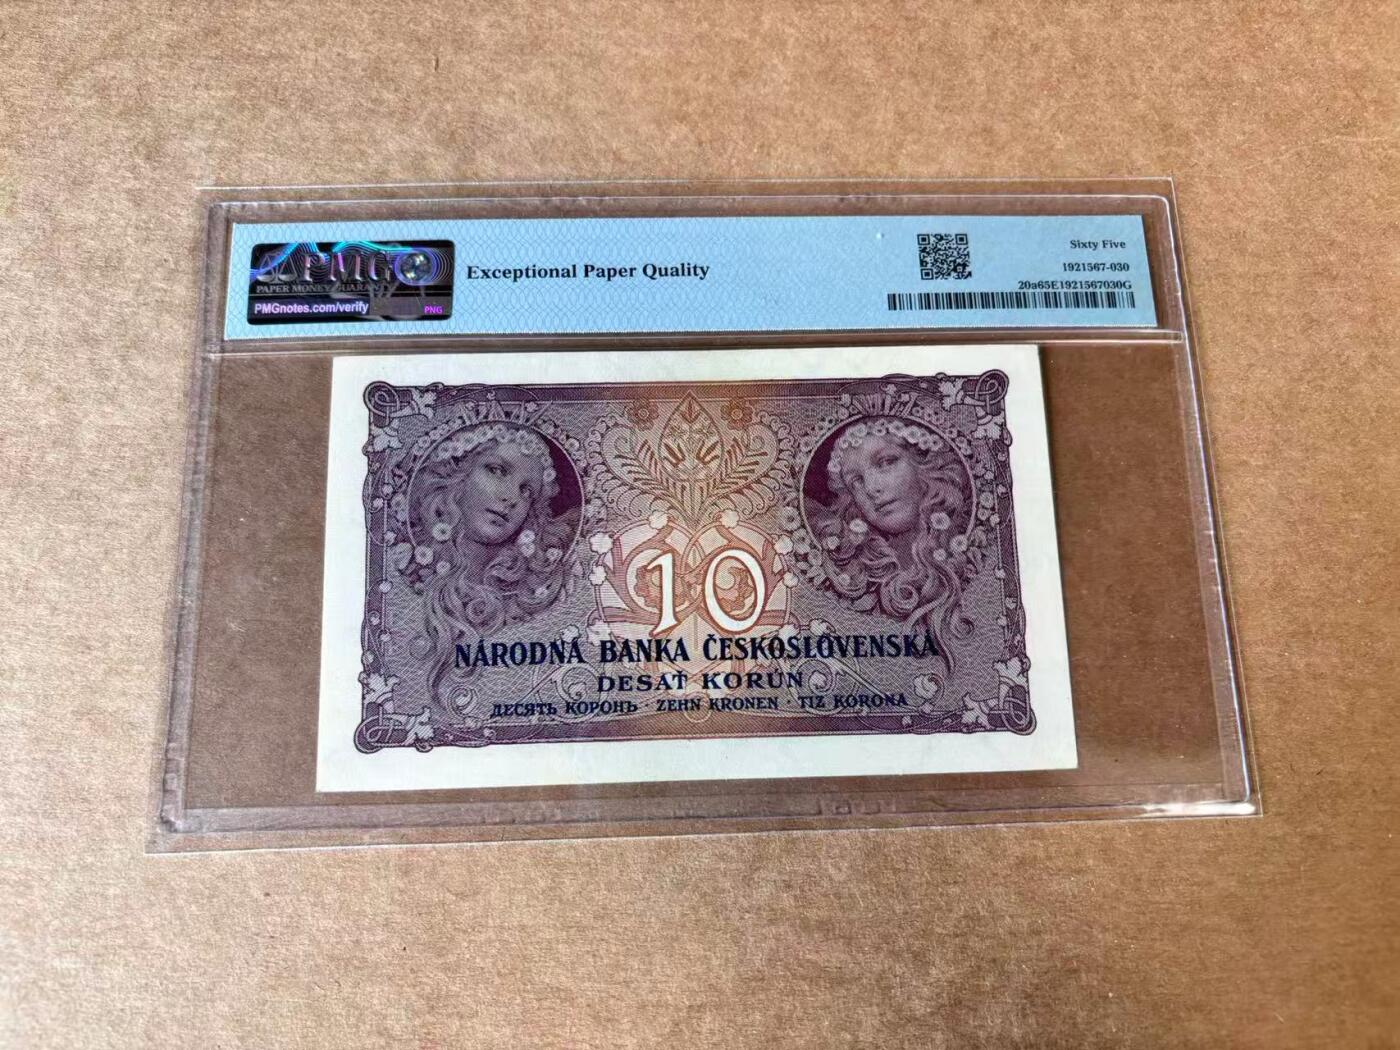 PMG
PAPER MONEY GUARANTY
PMGnotes.com/verify
PNG
Exceptional Paper Quality
Sixty Five
1921567-030
20a65E1921567030G
10
NÁRODNÁ BANKA ČESKOSLOVENSKÁ
DESAŤ KORÚN
ДЕСЯТЬ КОРОНЪ · ZEHN KRONEN · TIZ KORONA